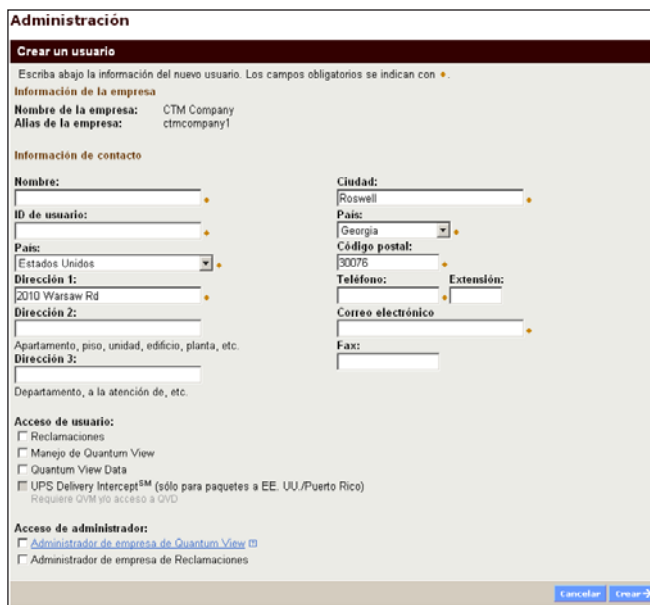 Administración
Crear un usuario
Escriba abajo la información del nuevo usuario. Los campos obligatorios se indican con .
Información de la empresa
Nombre de la empresa: CTM Company
Alias de la empresa: ctmcompany1
Información de contacto
Nombre:
ID de usuario:
País:
Estados Unidos
Dirección 1:
2010 Warsaw Rd
Dirección 2:
Apartamento, piso, unidad, edificio, planta, etc.
Dirección 3:
Departamento, a la atención de, etc.
Ciudad:
Roswell
País:
Georgia
Código postal:
30076
Teléfono: Extensión:
Correo electrónico
Fax:
Acceso de usuario:
Reclamaciones
Manejo de Quantum View
Quantum View Data
UPS Delivery InterceptSM (sólo para paquetes a EE. UU./Puerto Rico)
Requiere QVM y/o acceso a QVD
Acceso de administrador:
Administrador de empresa de Quantum View
Administrador de empresa de Reclamaciones
Cancelar Crear→